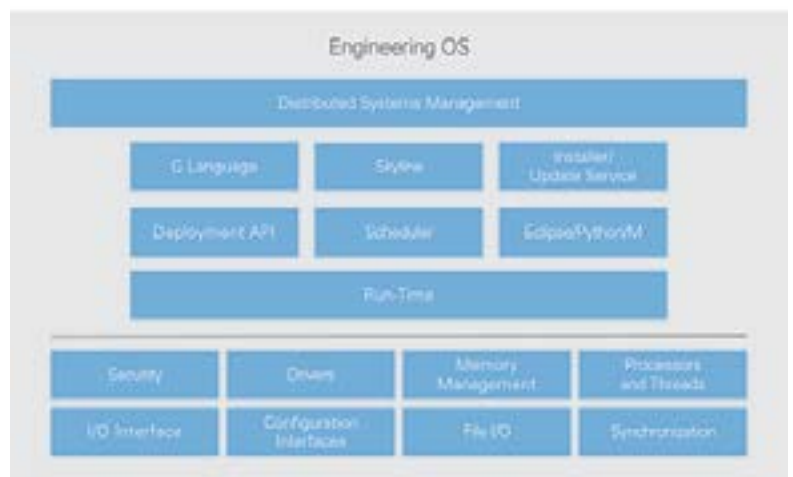 Engineering OS
Distributed Systems Management
G Language
Skyline
Installer/
Update Service
Deployment API
Scheduler
Eclipse/Python/M
Run-Time
Security
Drivers
Memory
Management
Processors
and Threads
I/O Interface
Configuration
Interfaces
File I/O
Synchronization